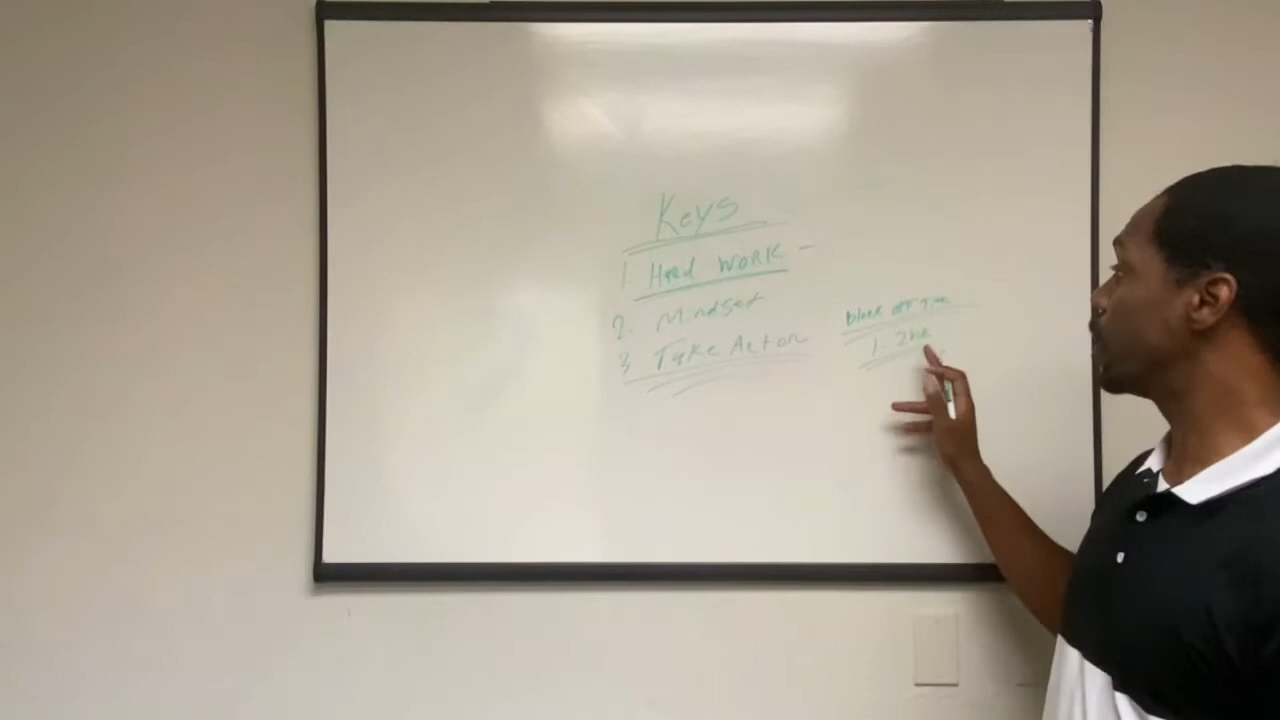 Keys
1. Hard WORK -
2. Mindset
3 Take Action
block off time
1. 2hr